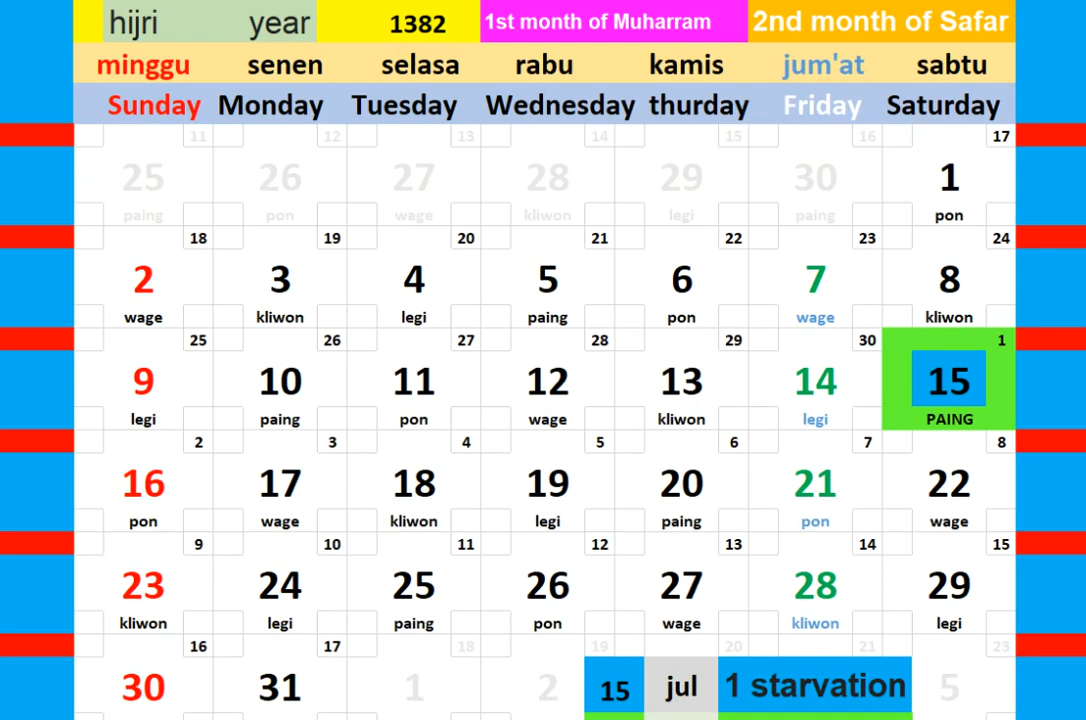 hijri year 1382 1st month of Muharram 2nd month of Safar
minggu senen selasa rabu kamis jum'at sabtu
Sunday Monday Tuesday Wednesday thurday Friday Saturday
11 12 13 14 15 16 17
25 26 27 28 29 30 1
paing pon wage kliwon legi paing pon
18 19 20 21 22 23 24
2 3 4 5 6 7 8
wage kliwon legi paing pon wage kliwon
25 26 27 28 29 30 1
9 10 11 12 13 14 15
legi paing pon wage kliwon legi PAING
2 3 4 5 6 7 8
16 17 18 19 20 21 22
pon wage kliwon legi paing pon wage
9 10 11 12 13 14 15
23 24 25 26 27 28 29
kliwon legi paing pon wage kliwon legi
16 17 18 19 20 21 23
30 31 1 2 15 jul 1 starvation 5